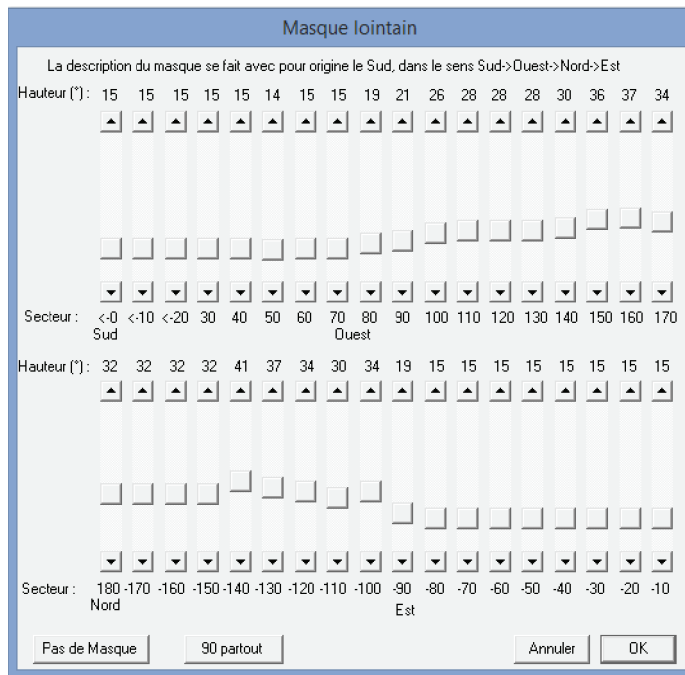 Masque lointain
La description du masque se fait avec pour origine le Sud, dans le sens Sud->Ouest->Nord->Est
Hauteur (°) : 15 15 15 15 15 14 15 15 19 21 26 28 28 28 30 36 37 34
Secteur : <-0 <-10 <-20 30 40 50 60 70 80 90 100 110 120 130 140 150 160 170
Sud Ouest
Hauteur (°) : 32 32 32 32 41 37 34 30 34 19 15 15 15 15 15 15 15 15
Secteur : 180 -170 -160 -150 -140 -130 -120 -110 -100 -90 -80 -70 -60 -50 -40 -30 -20 -10
Nord Est
Pas de Masque 90 partout Annuler OK